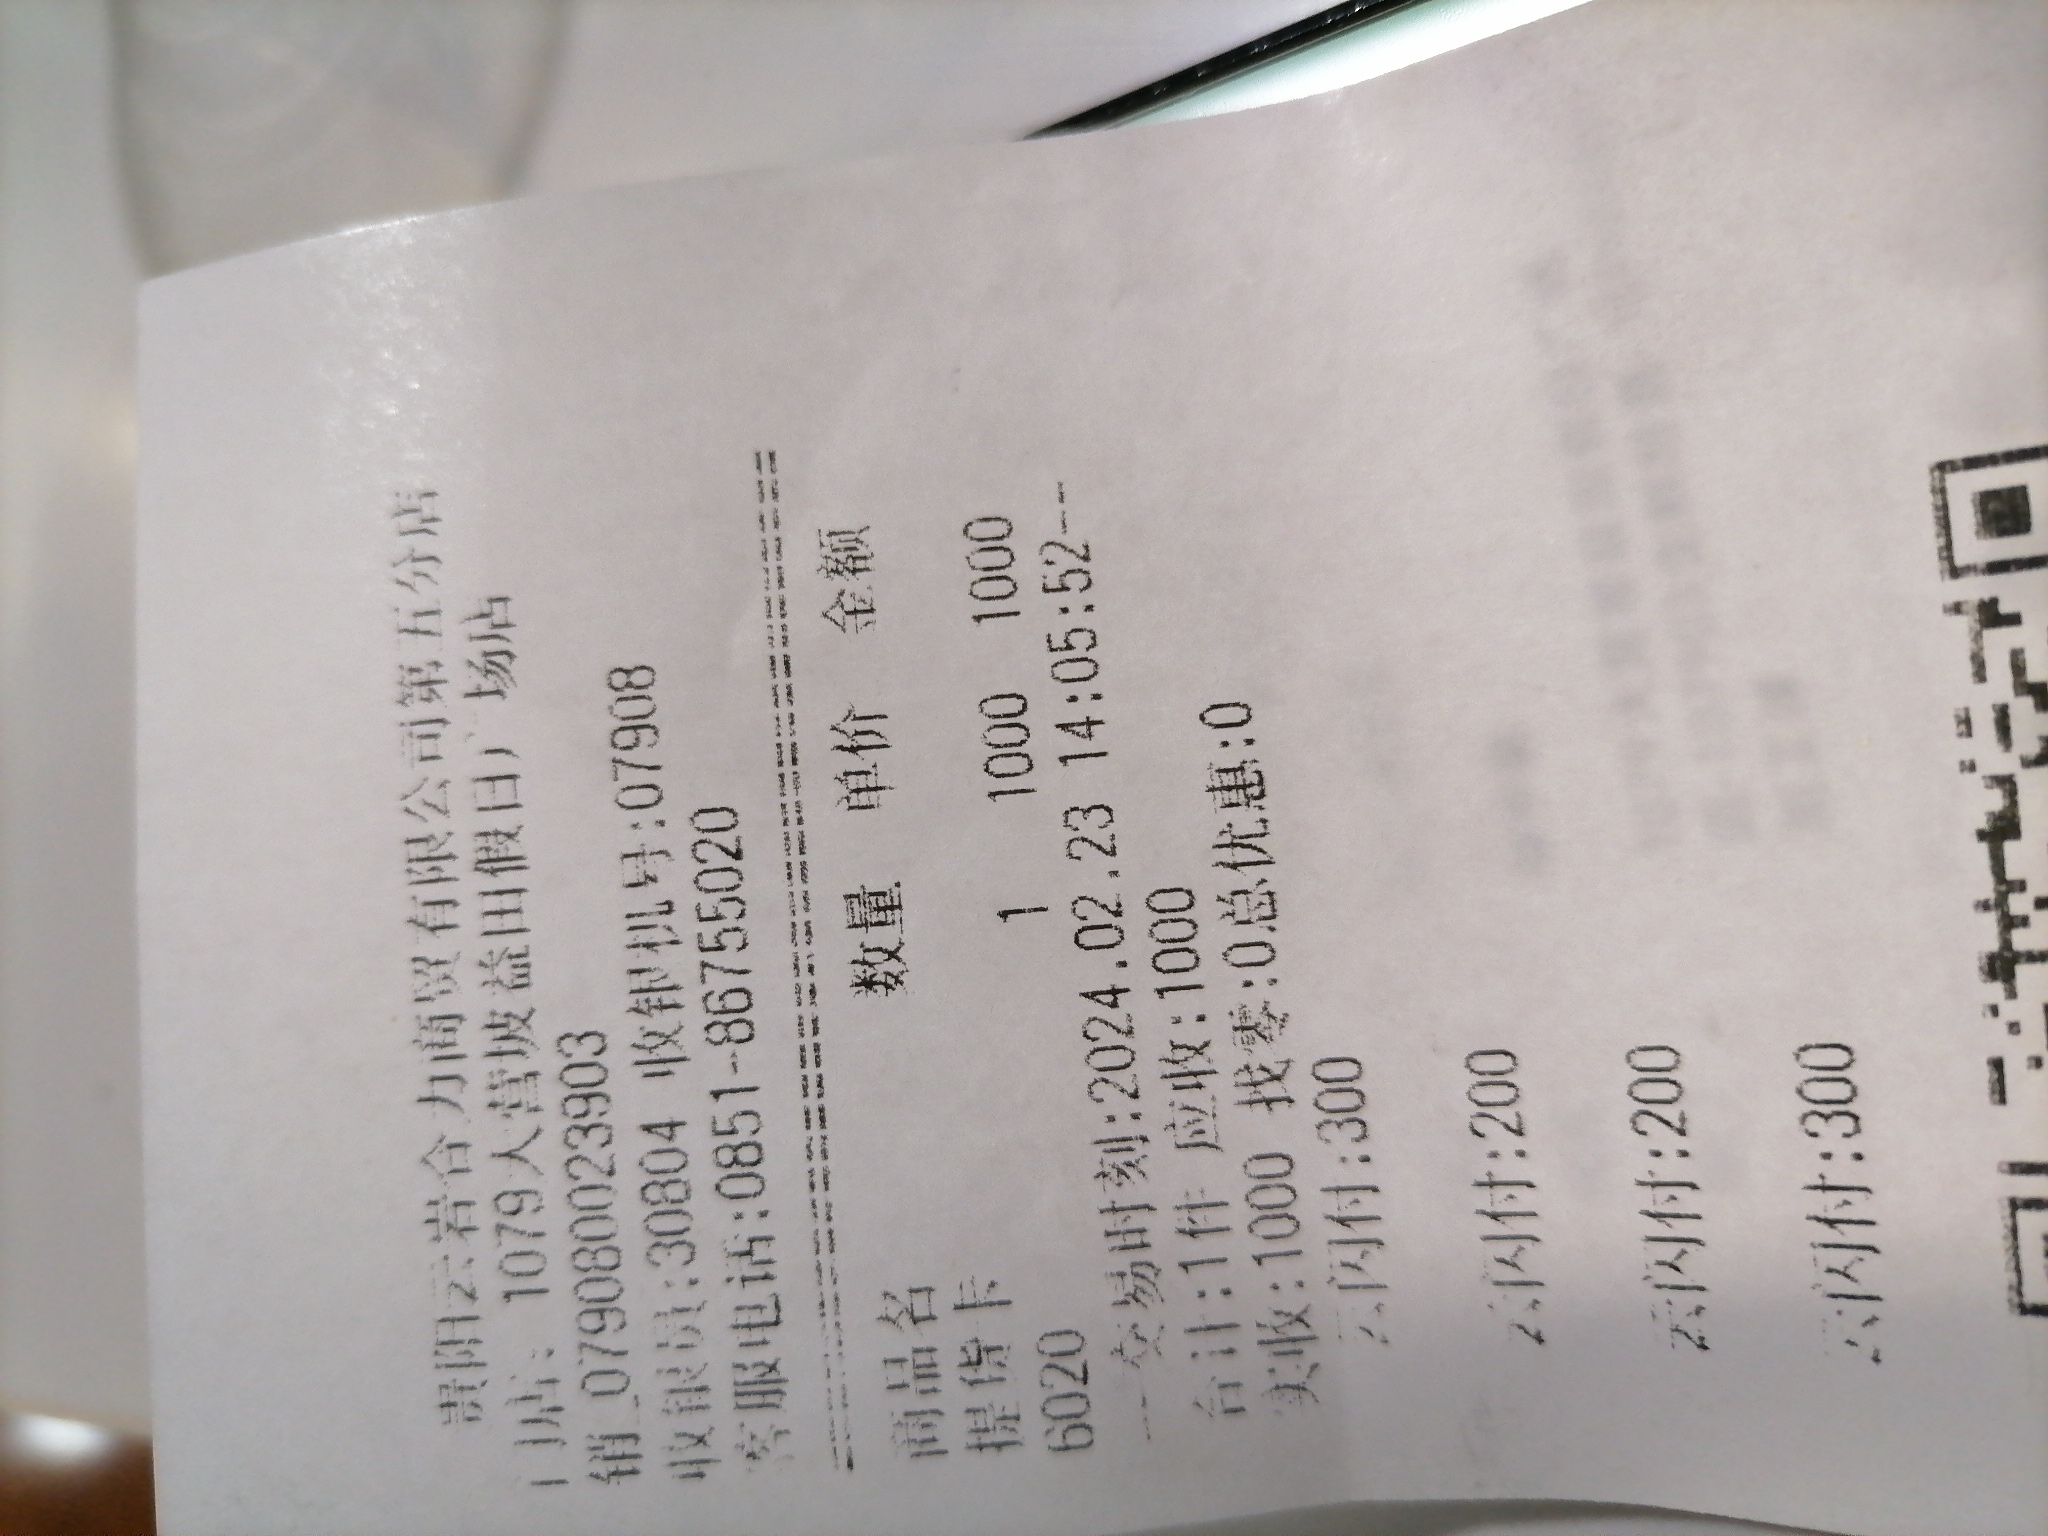 贵阳云岩合力商贸有限公司第五分店
门店: 1079大营坡益田假日广场店
销_079080023903
收银员:30804 收银机号:07908
客服电话:0851-86755020
商品名 数量 单价 金额
提货卡
6020 1 1000 1000
---交易时刻:2024.02.23 14:05:52---
合计:1件 应收:1000
实收:1000 找零:0总优惠:0
云闪付:300
云闪付:200
云闪付:200
云闪付:300